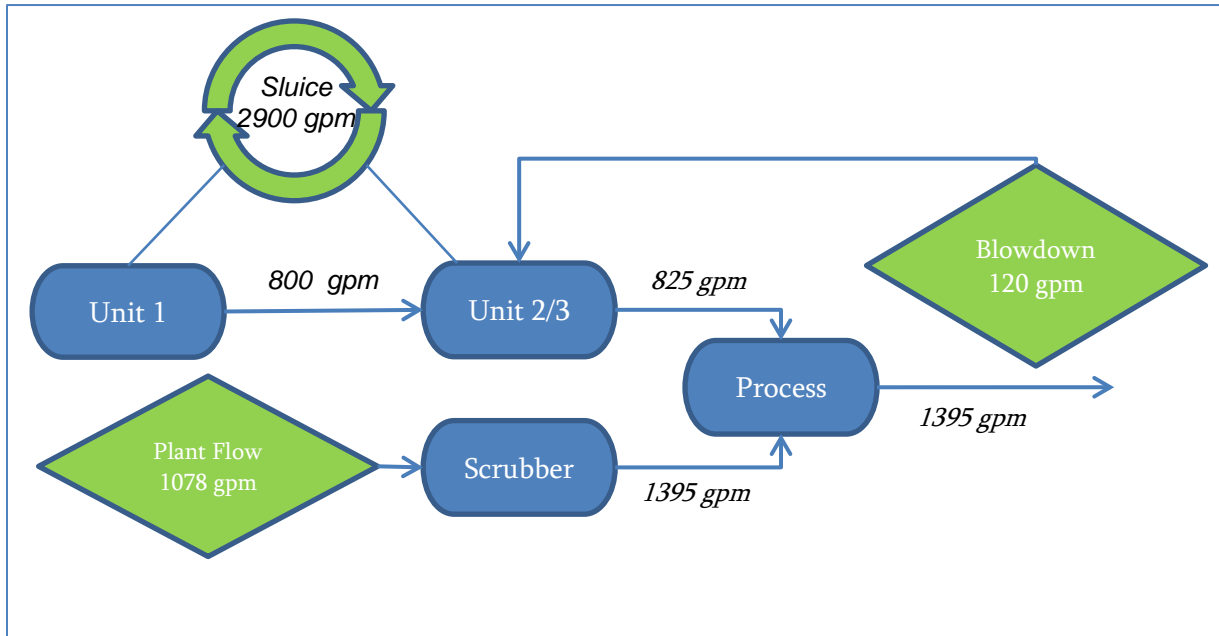 Sluice
2900 gpm
Blowdown
120 gpm
800 gpm
825 gpm
Unit 1
Unit 2/3
Process
1395 gpm
Plant Flow
1078 gpm
Scrubber
1395 gpm